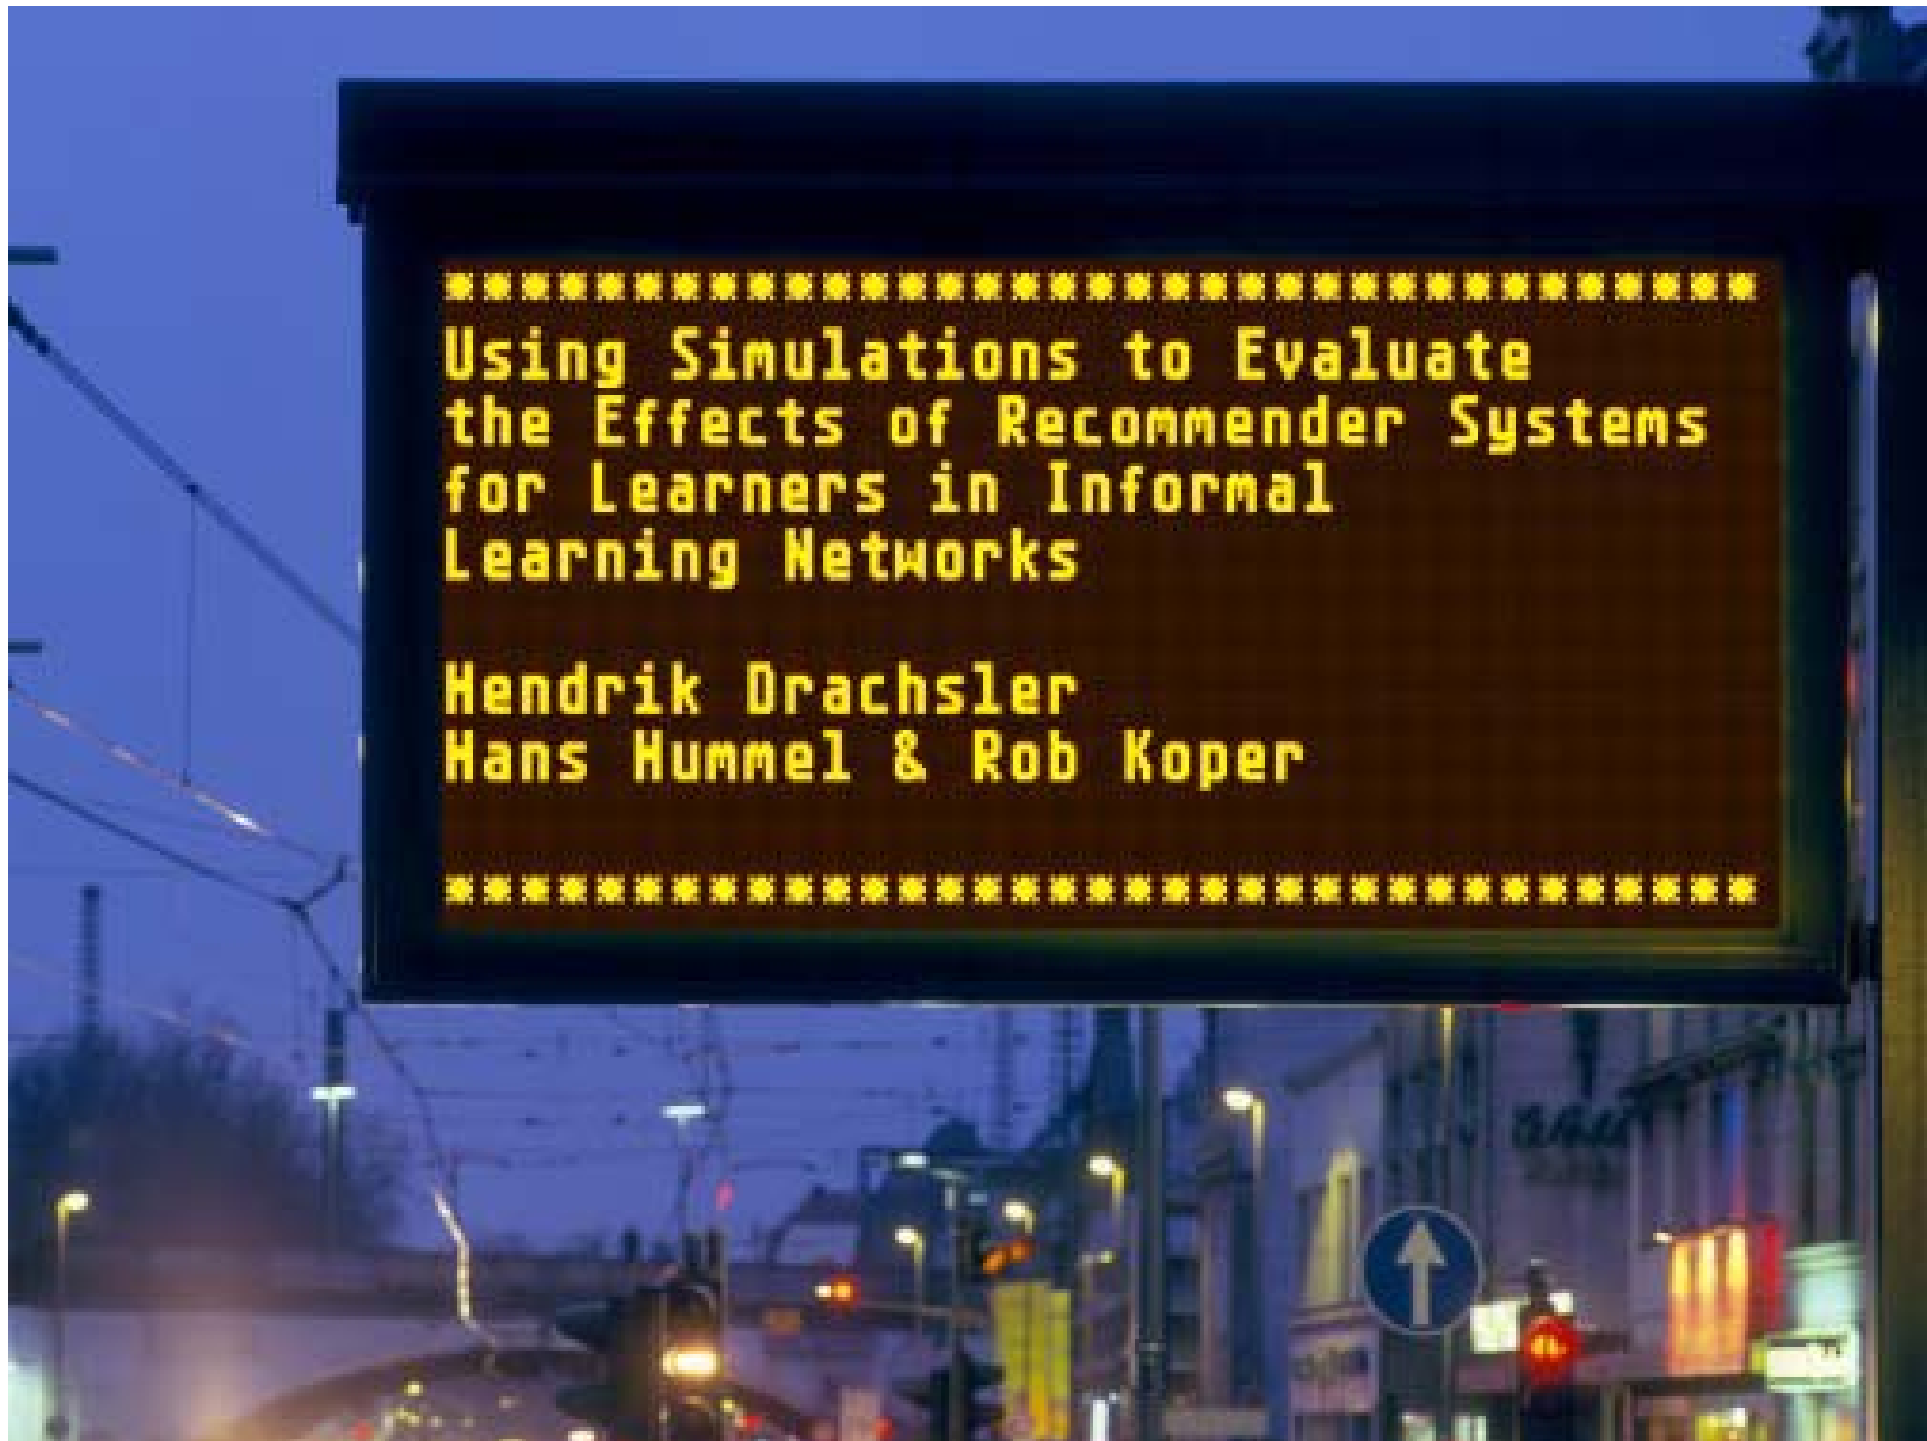 ********************************
Using Simulations to Evaluate
the Effects of Recommender Systems
for Learners in Informal
Learning Networks
Hendrik Drachsler
Hans Hummel & Rob Koper
********************************